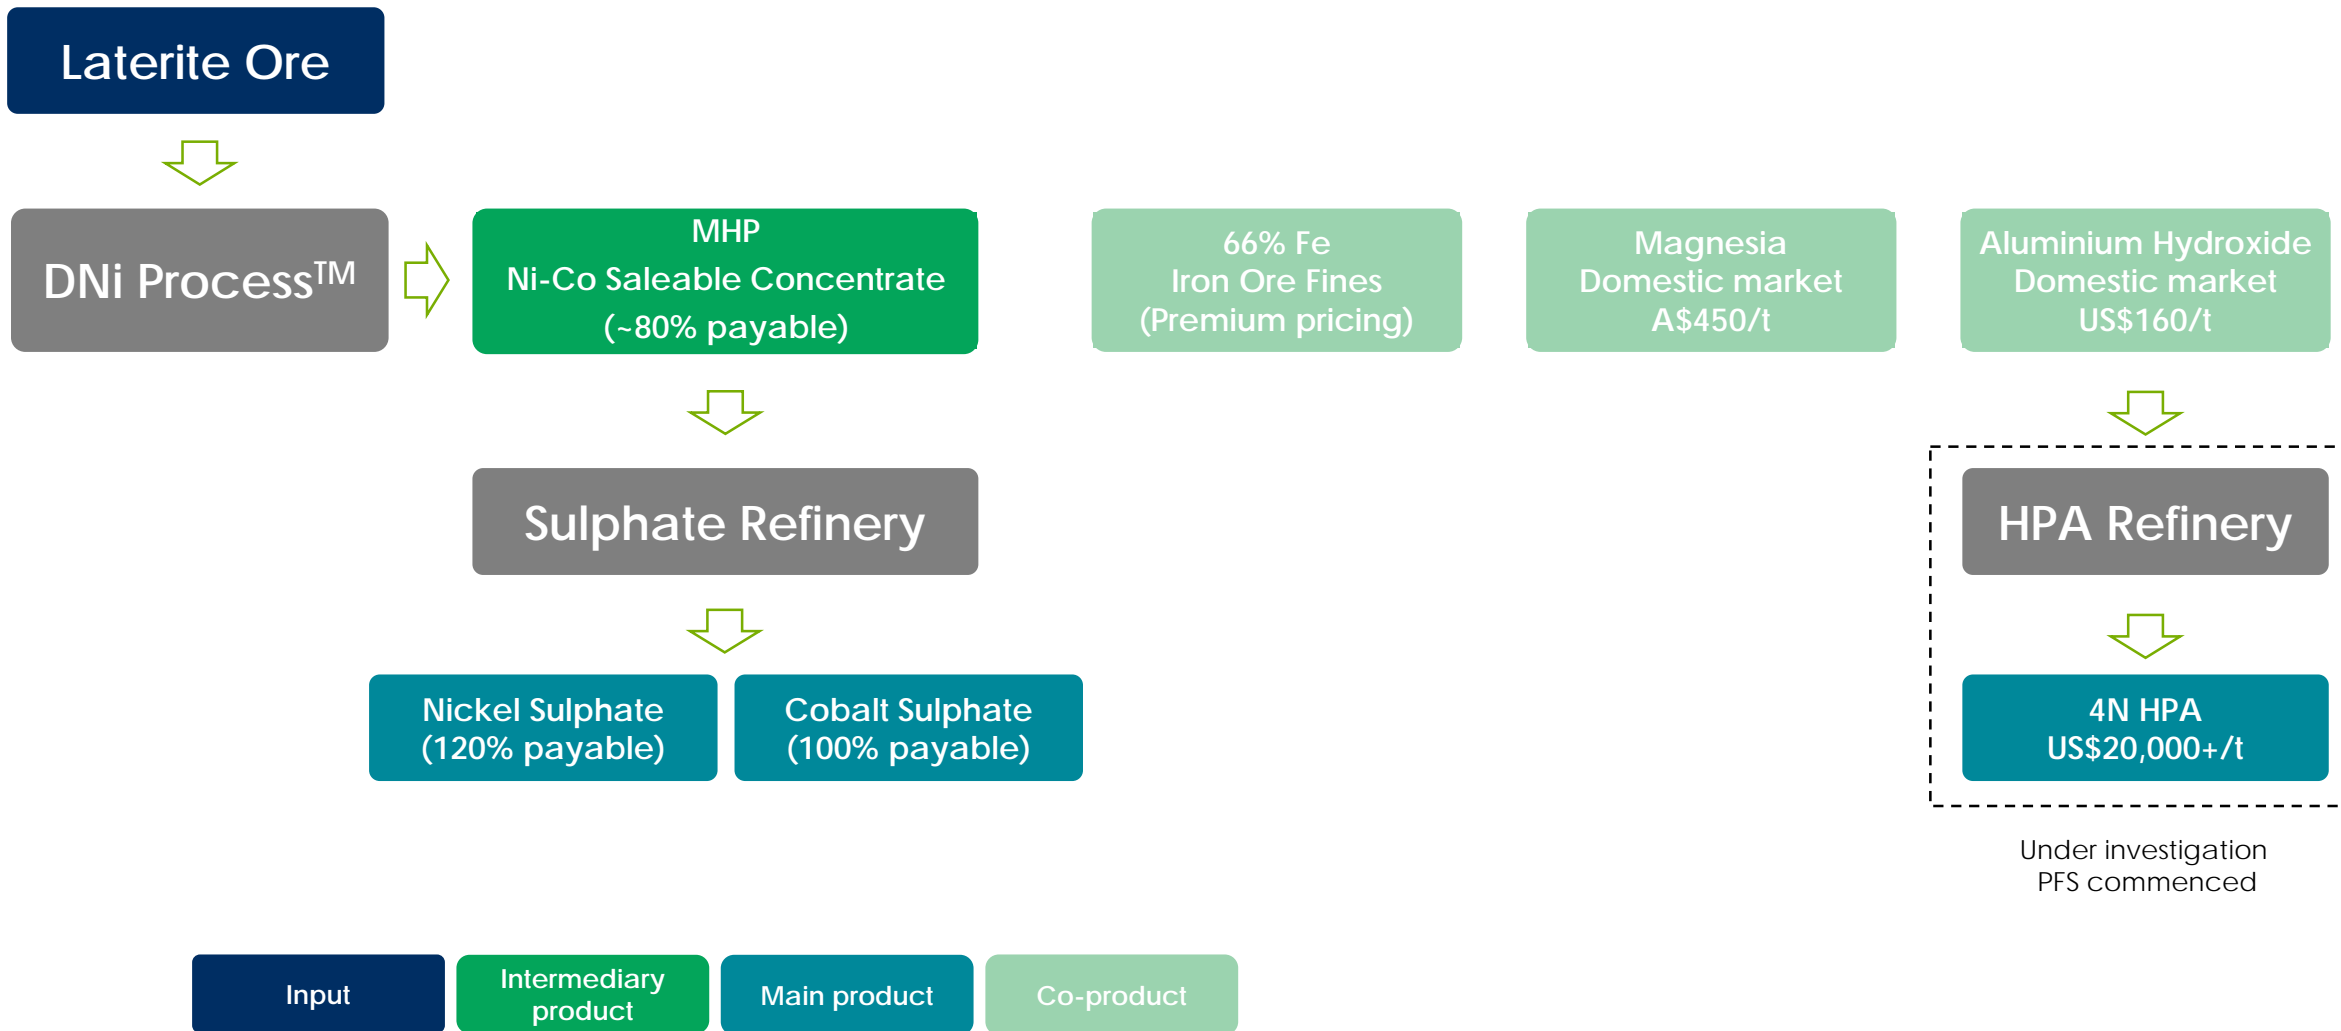 Laterite Ore
DNi Process™
MHP
Ni-Co Saleable Concentrate
(~80% payable)
66% Fe
Iron Ore Fines
(Premium pricing)
Magnesia
Domestic market
A$450/t
Aluminium Hydroxide
Domestic market
US$160/t
Sulphate Refinery
HPA Refinery
Nickel Sulphate
(120% payable)
Cobalt Sulphate
(100% payable)
4N HPA
US$20,000+/t
Under investigation
PFS commenced
Input
Intermediary
product
Main product
Co-product